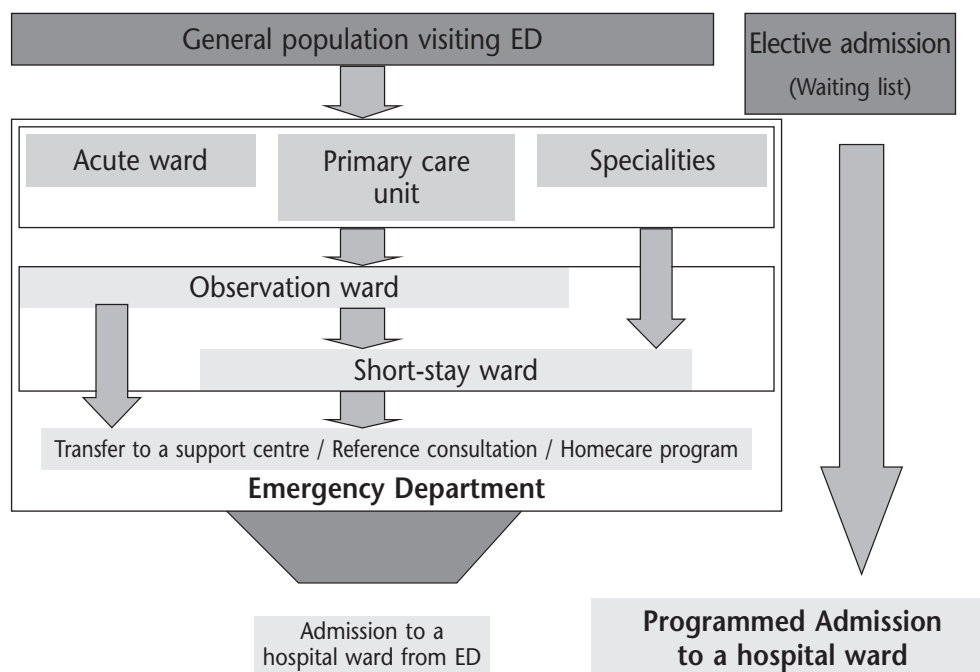 General population visiting ED
Elective admission
(Waiting list)
Acute ward
Primary care
unit
Specialities
Observation ward
Short-stay ward
Transfer to a support centre / Reference consultation / Homecare program
Emergency Department
Admission to a
hospital ward from ED
Programmed Admission
to a hospital ward